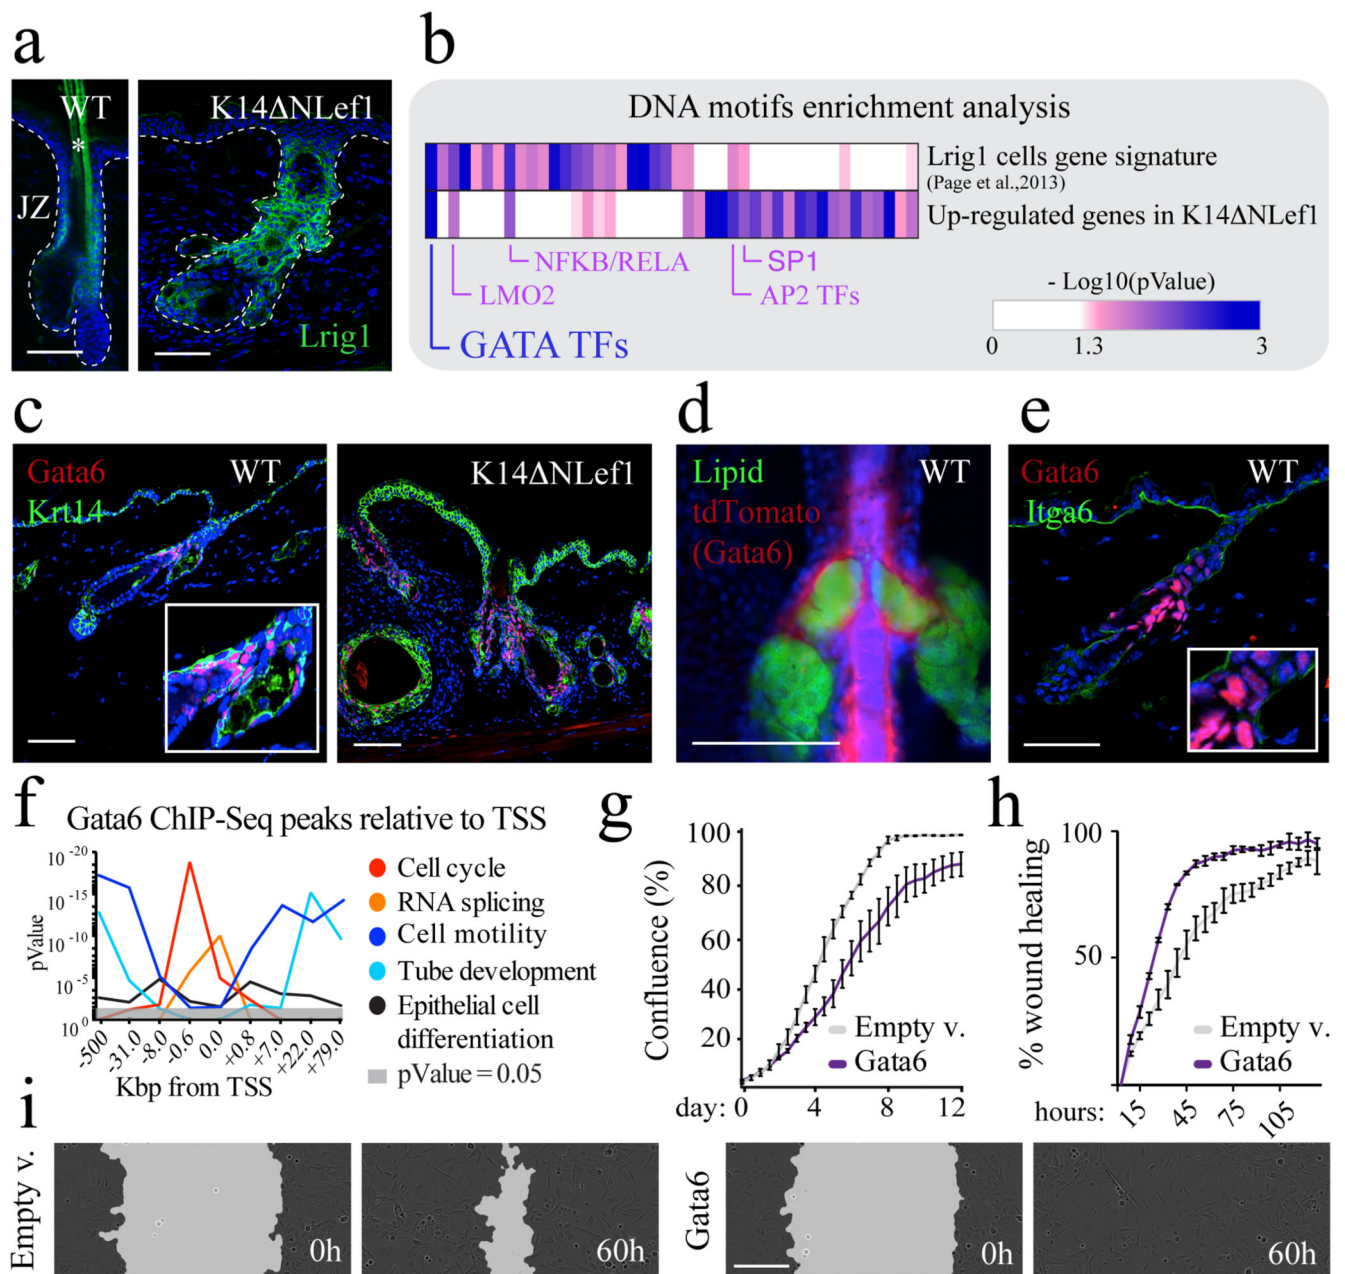 a
WT
*
JZ
K14ΔNLef1
Lrig1
b
DNA motifs enrichment analysis
Lrig1 cells gene signature
(Page et al.,2013)
Up-regulated genes in K14ΔNLef1
NFKB/RELA
SP1
LMO2
AP2 TFs
GATA TFs
- Log10(pValue)
0 1.3 3
c
Gata6
Krt14
WT
K14ΔNLef1
d
Lipid
tdTomato
(Gata6)
WT
e
Gata6
Itga6
WT
f
Gata6 ChIP-Seq peaks relative to TSS
pValue
10⁻²⁰
10⁻¹⁵
10⁻¹⁰
10⁻⁵
10⁰
-500 -31.0 -8.0 -0.6 0.0 +0.8 +7.0 +22.0 +79.0
Kbp from TSS
Cell cycle
RNA splicing
Cell motility
Tube development
Epithelial cell
differentiation
pValue = 0.05
g
Confluence (%)
100
80
60
40
20
Empty v.
Gata6
day: 0 4 8 12
h
% wound healing
100
50
Empty v.
Gata6
hours: 15 45 75 105
i
Empty v.
0h
60h
Gata6
0h
60h